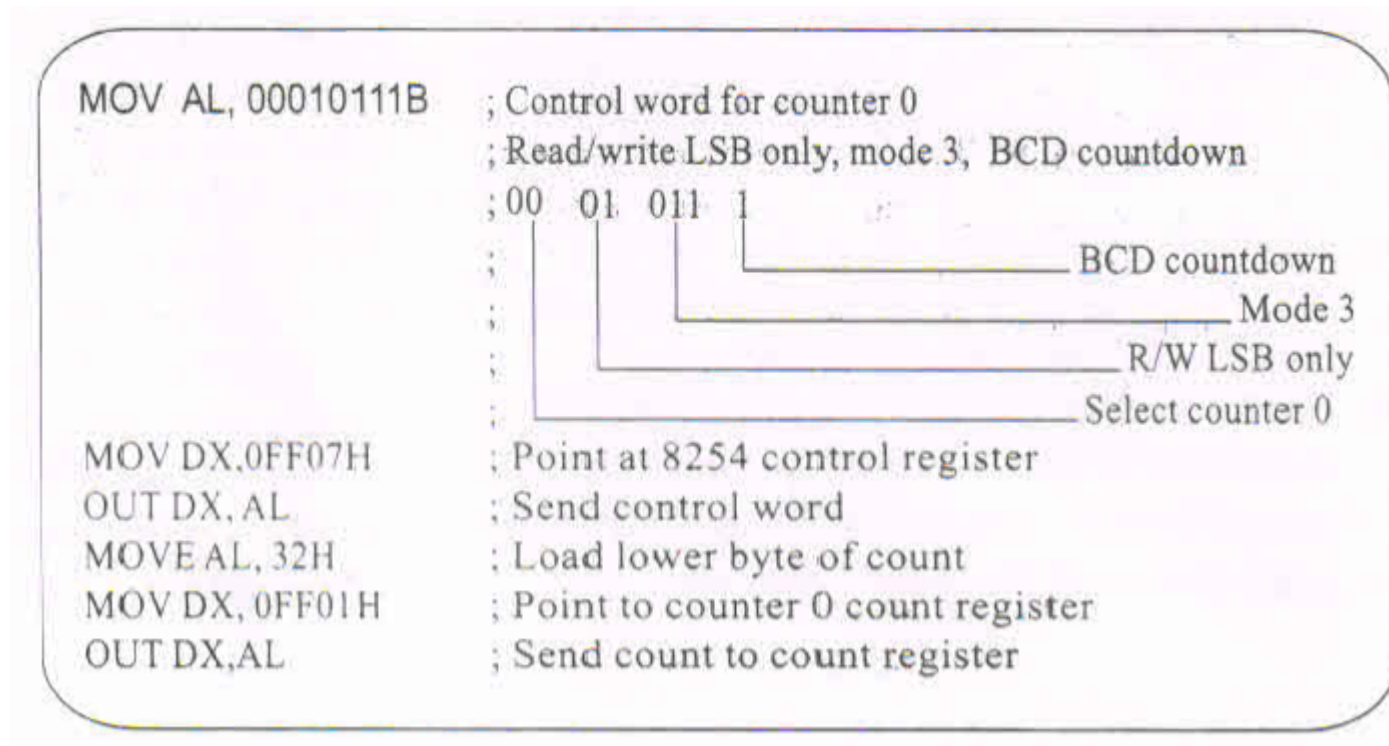 MOV AL, 00010111B ; Control word for counter 0
; Read/write LSB only, mode 3, BCD countdown
; 00 01 011 1
; BCD countdown
; Mode 3
; R/W LSB only
; Select counter 0
MOV DX,0FF07H ; Point at 8254 control register
OUT DX, AL ; Send control word
MOVE AL, 32H ; Load lower byte of count
MOV DX, 0FF01H ; Point to counter 0 count register
OUT DX,AL ; Send count to count register